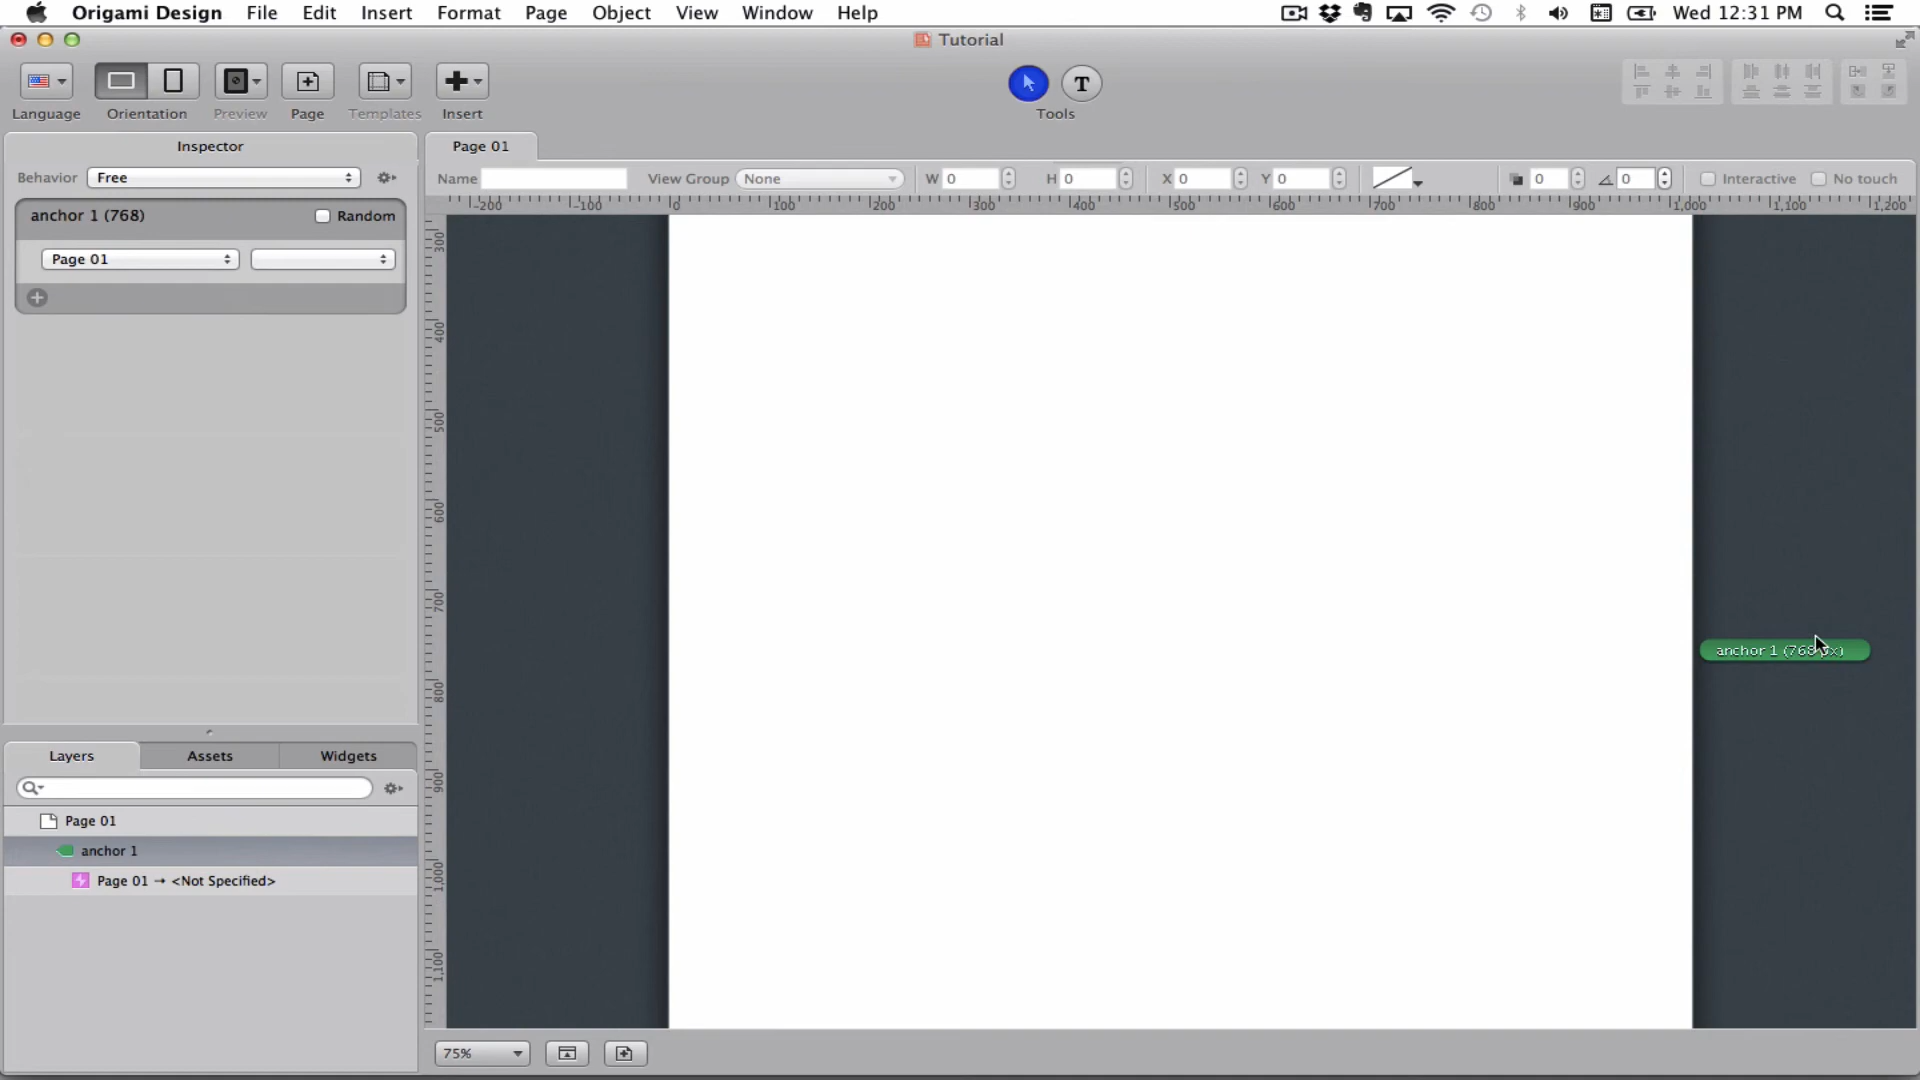 Origami Design File Edit Insert Format Page Object View Window Help Wed 12:31 PM
Tutorial
Language Orientation Preview Page Templates Insert Tools
T
Inspector
Page 01
Behavior Free
Name View Group None W 0 H 0 X 0 Y 0 0 0 Interactive No touch
-200 -100 0 100 200 300 400 500 600 700 800 900 1,000 1,100 1,200
anchor 1 (768) Random
Page 01
300
400
500
600
700
800
900
1,000
1,100
anchor 1 (768 px)
Layers Assets Widgets
Page 01
anchor 1
Page 01 → <Not Specified>
75%